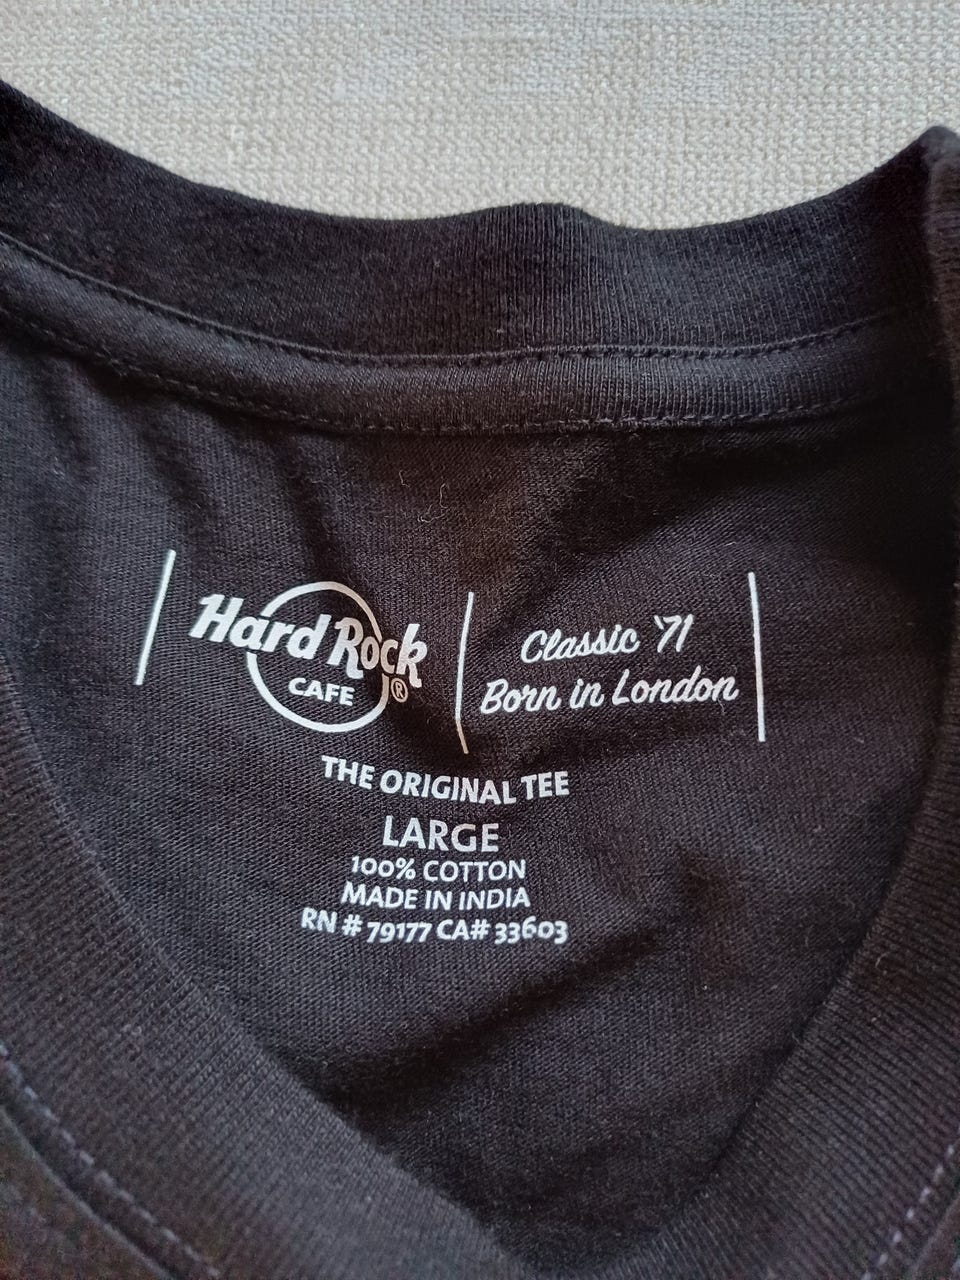 Hard Rock
CAFE ®
Classic '71
Born in London
THE ORIGINAL TEE
LARGE
100% COTTON
MADE IN INDIA
RN # 79177 CA# 33603